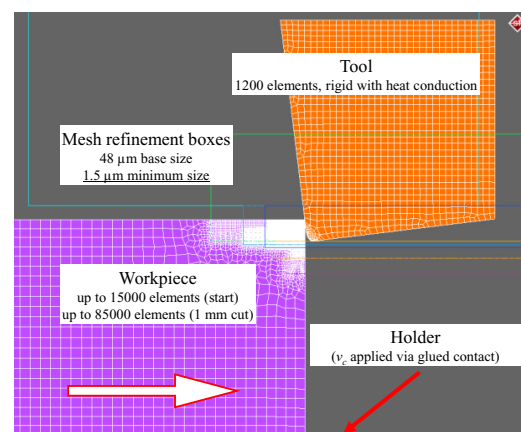 Tool
1200 elements, rigid with heat conduction
Mesh refinement boxes
48 µm base size
1.5 µm minimum size
Workpiece
up to 15000 elements (start)
up to 85000 elements (1 mm cut)
Holder
(vc applied via glued contact)